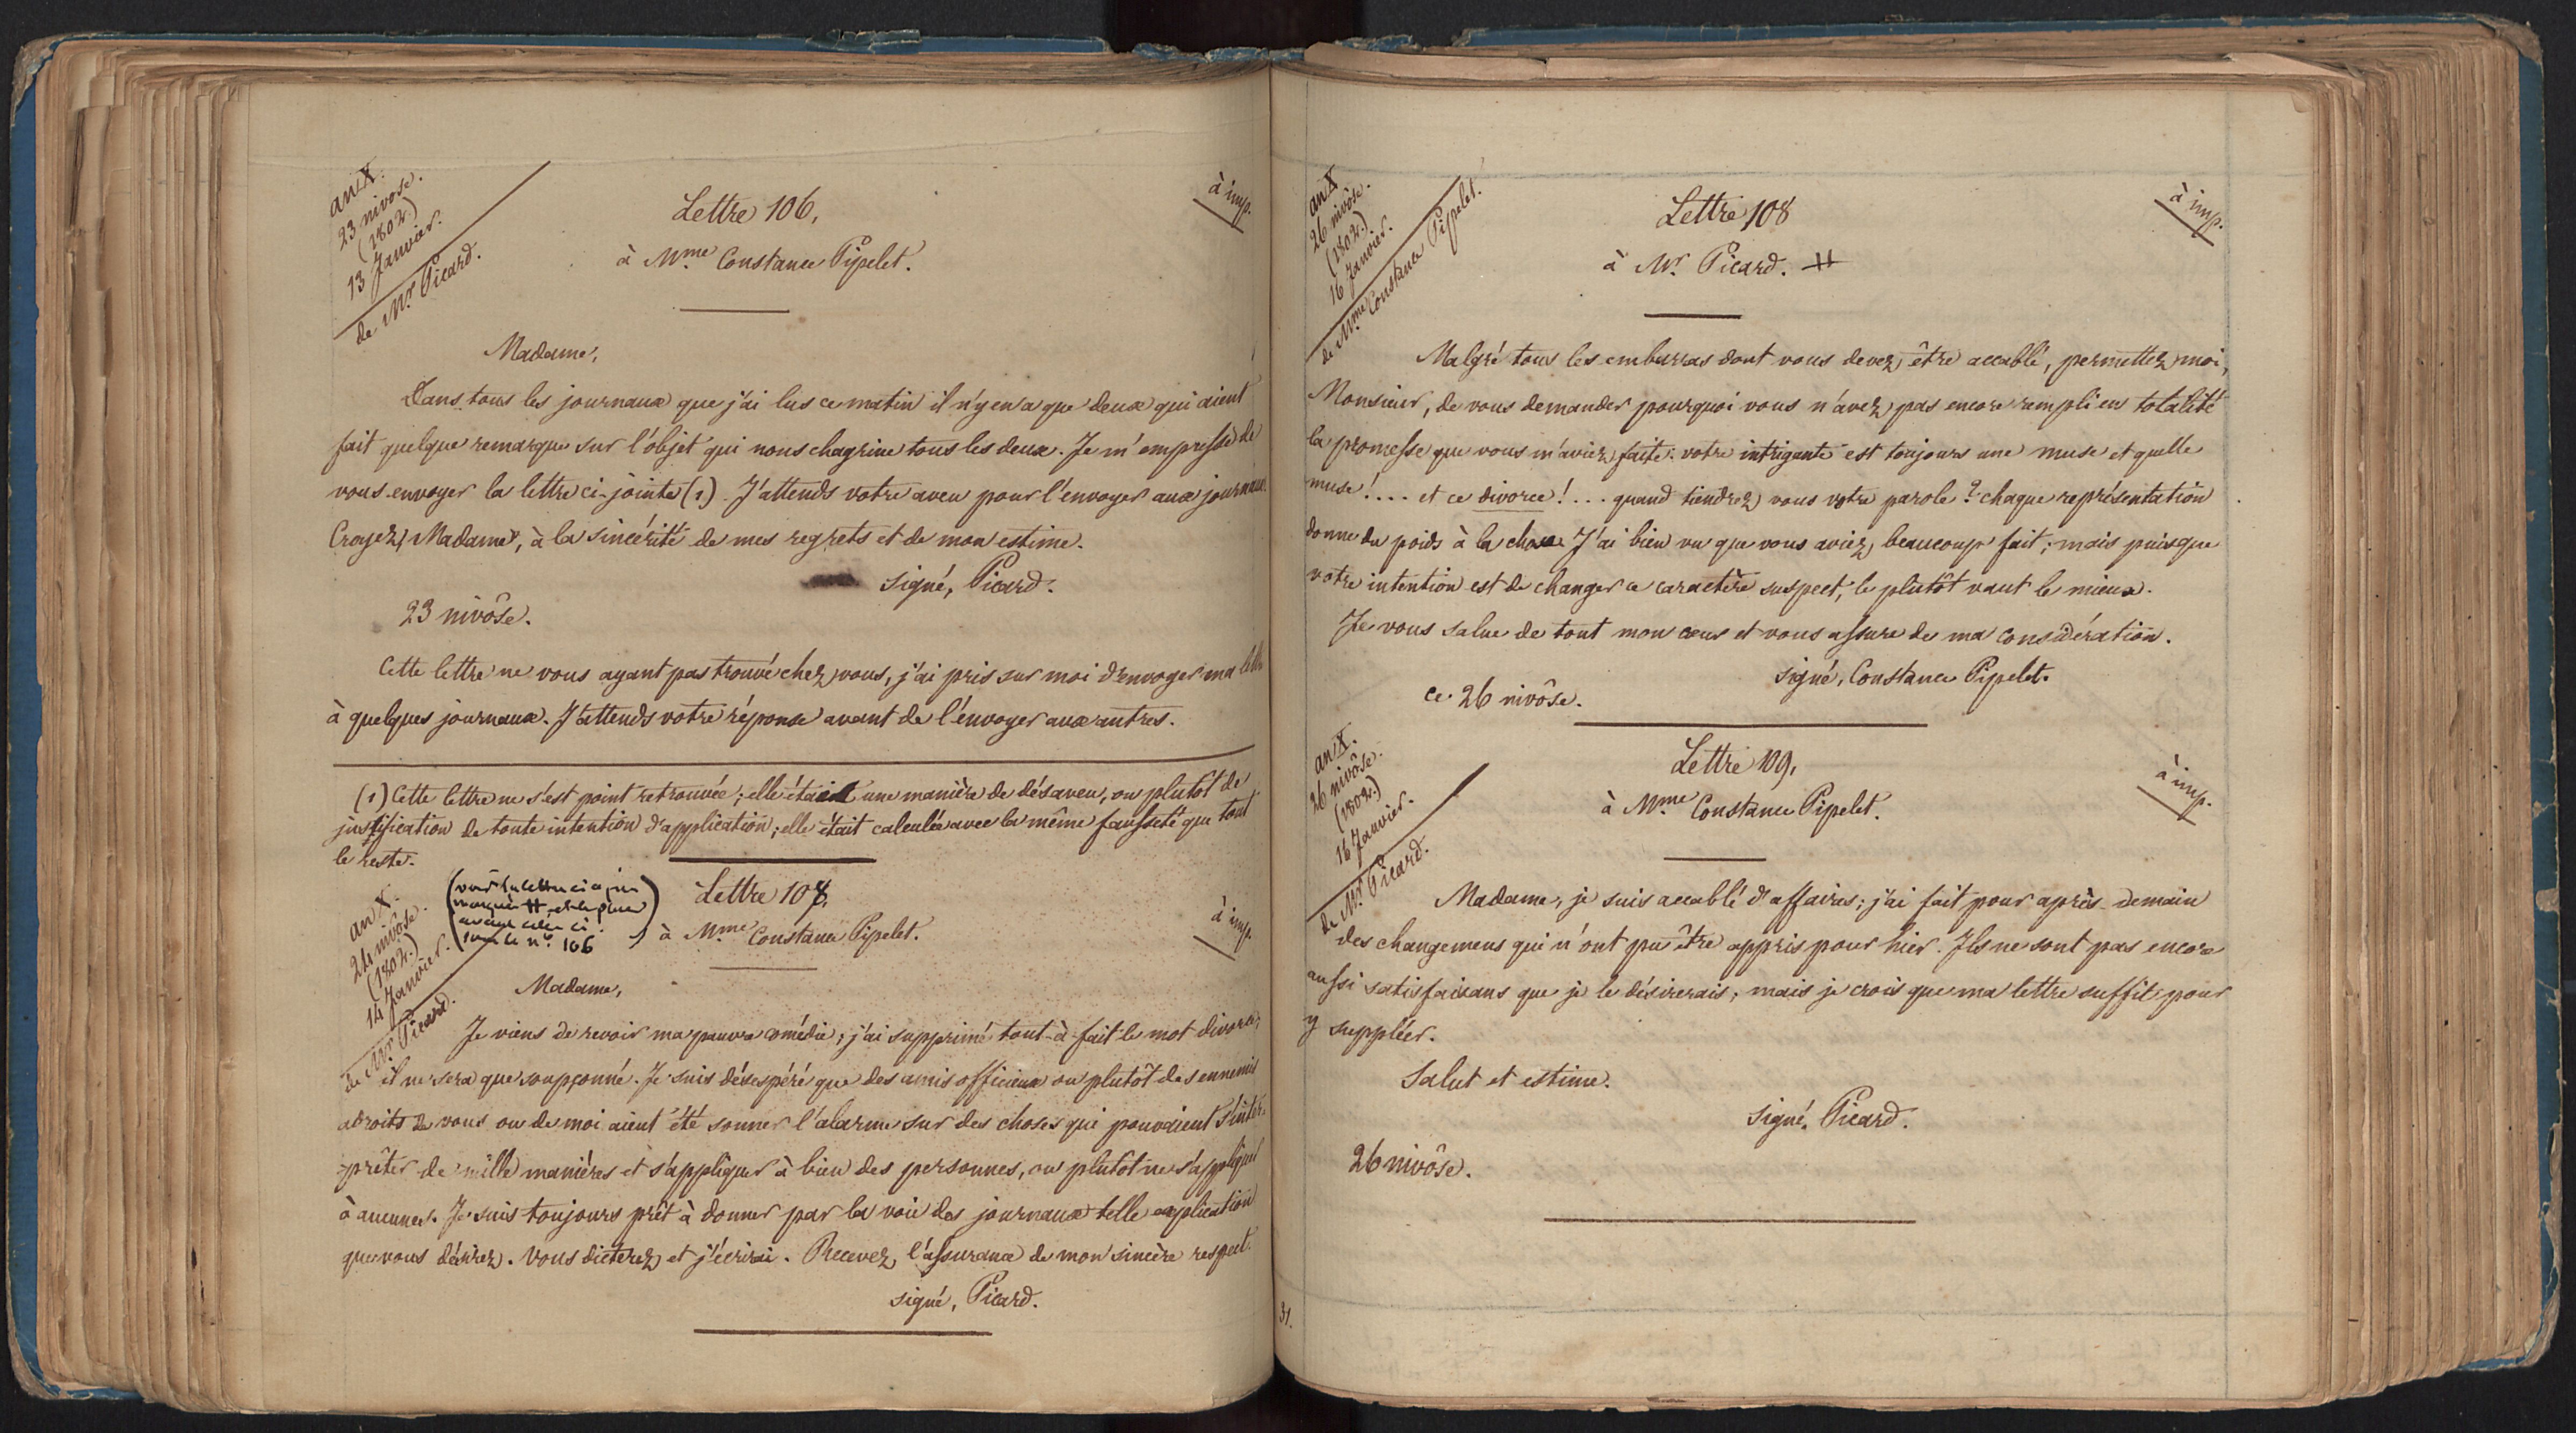 an X.
23 nivose.
(1802.)
13 Janvier.
de Mr. Picard.
à imp.
Lettre 106,
à Mme. Constance Pipelet.
Madame,
Dans tous les journaux que j'ai lus ce matin il n'y en a que deux qui aient
fait quelque remarque sur l'objet qui nous chagrine tous les deux. Je m'empresse de
vous envoyer la lettre ci-jointe (1). J'attends votre aveu pour l'envoyer aux journaux.
Croyez, Madame, à la sincérité de mes regrets et de mon estime.
signé, Picard.
23 nivôse.
Cette lettre ne vous ayant pas trouvé chez vous, j'ai pris sur moi d'envoyer ma lettre
à quelques journaux. J'attends votre réponse avant de l'envoyer aux autres.
(1) Cette lettre ne s'est point retrouvée; elle était une manière de désaveu, ou plutôt de
justification de toute intention d'application; elle était calculée avec la même fausseté que tout
le reste.
an X.
24 nivôse.
(1802.)
14 Janvier.
de Mr. Picard.
(voir la lettre ci
marquée H, et la placer
avant celle ci.
sous le n°. 106)
à imp.
Lettre 107,
à Mme. Constance Pipelet.
Madame,
Je viens de revoir ma pauvre comédie; j'ai supprimé tout-à-fait le mot divorce;
il ne sera que soupçonné. Je suis désespéré que des amis officieux ou plutôt des ennemis
adroits de vous ou de moi aient été sonner l'alarme sur des choses qui pouvaient s'inter-
prêter de mille manières et s'appliquer à bien des personnes, ou plutôt ne s'appliquer
à aucunes. Je suis toujours prêt à donner par la voie des journaux telle explication
que vous désirez. Vous dicterez et j'écrirai. Recevez, l'assurance de mon sincère respect.
signé, Picard.
an X
26 nivôse.
(1802.)
16 Janvier.
de Mme. Constance Pipelet.
à imp.
Lettre 108
à Mr. Picard. H
Malgré tous les embarras dont vous devez être accablé, permettez moi,
Monsieur, de vous demander pourquoi vous n'avez pas encore rempli en totalité
la promesse que vous m'aviez faite: votre intrigante est toujours une muse et quelle
muse!.... et ce divorce!... quand tiendrez vous votre parole? chaque représentation
donne du poids à la chose. J'ai bien vu que vous aviez beaucoup fait; mais puisque
votre intention est de changer ce caractère suspect, le plutôt vaut le mieux.
Je vous salue de tout mon cœur et vous assure de ma considération.
signé, Constance Pipelet.
ce 26 nivôse.
an X.
26 nivôse.
(1802.)
16 Janvier.
de Mr. Picard.
à imp.
Lettre 109,
à Mme. Constance Pipelet.
Madame, je suis accablé d'affaires; j'ai fait pour après-demain
des changemens qui n'ont pu être appris pour hier. Ils ne sont pas encore
aussi satisfaisans que je le désirerais, mais je crois que ma lettre suffit pour
y suppléer.
Salut et estime.
signé, Picard.
26 nivôse.
31.